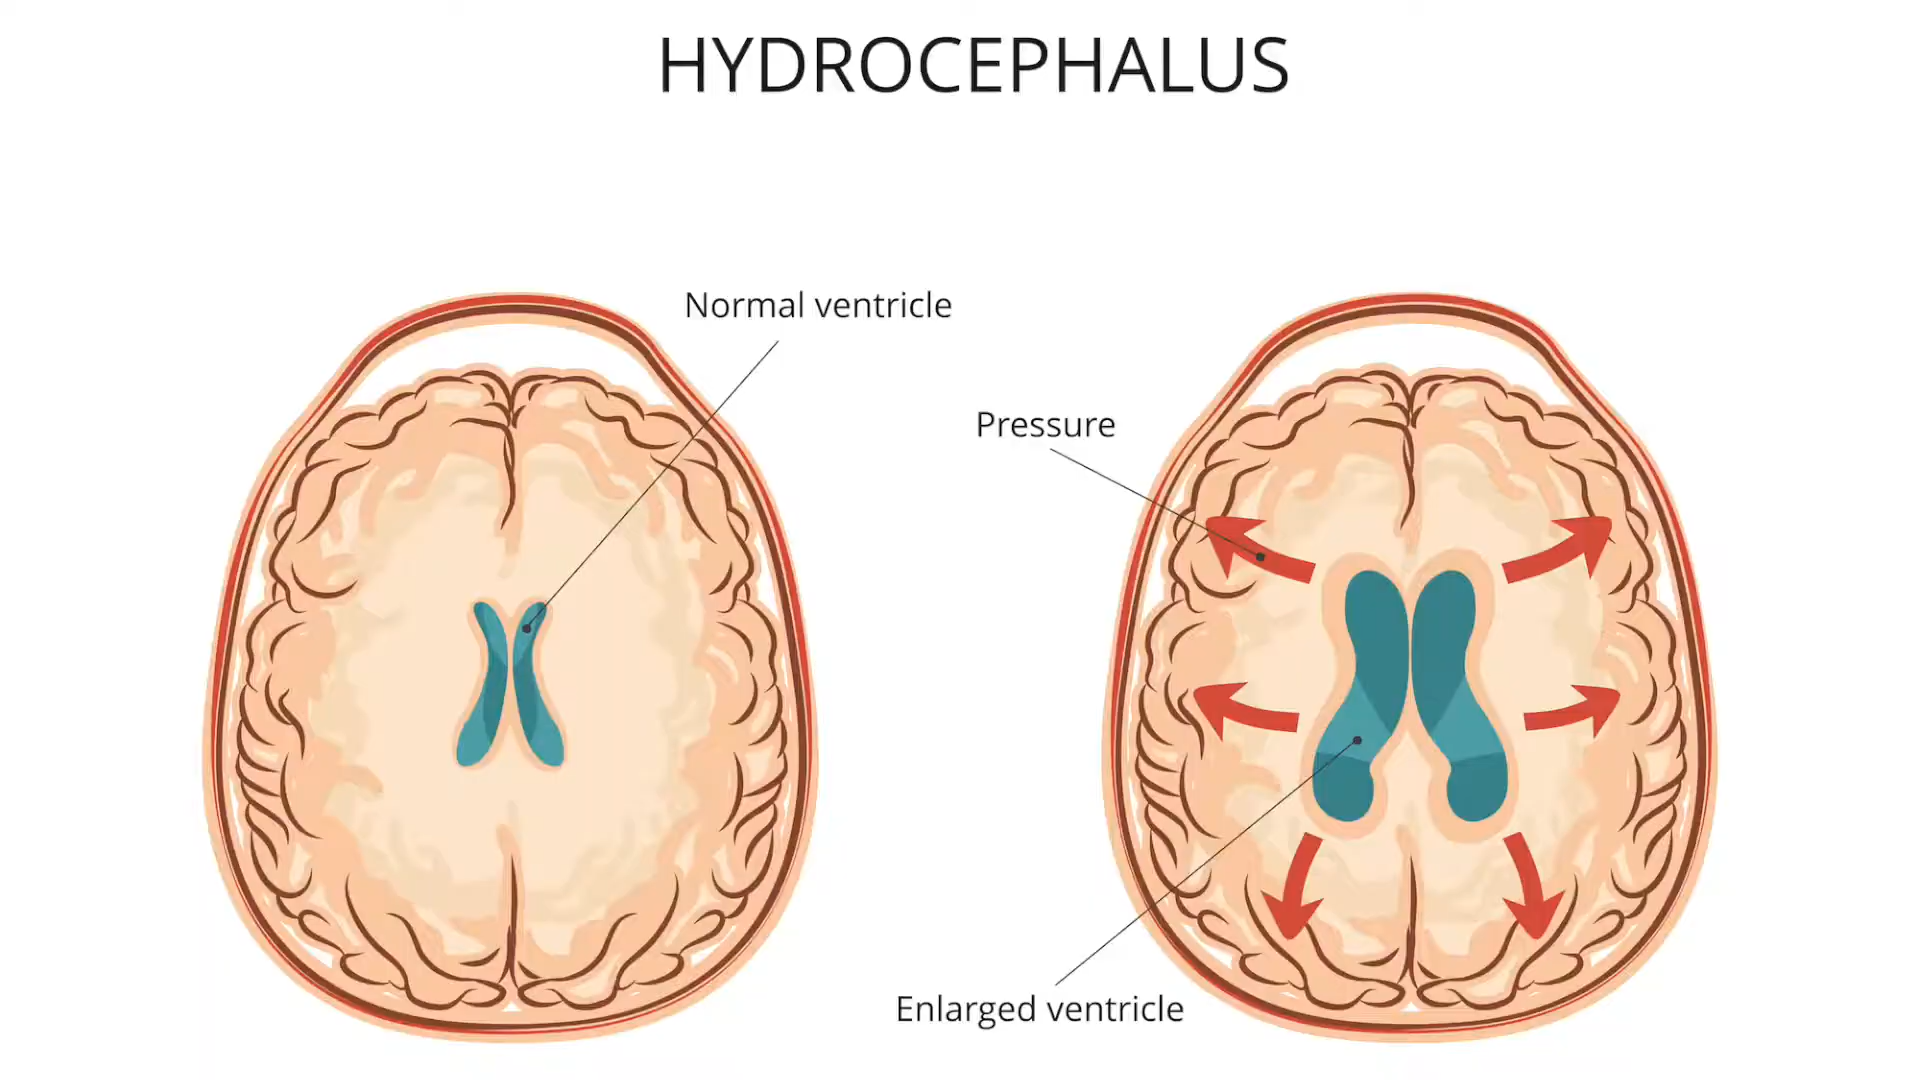 HYDROCEPHALUS
Normal ventricle
Pressure
Enlarged ventricle